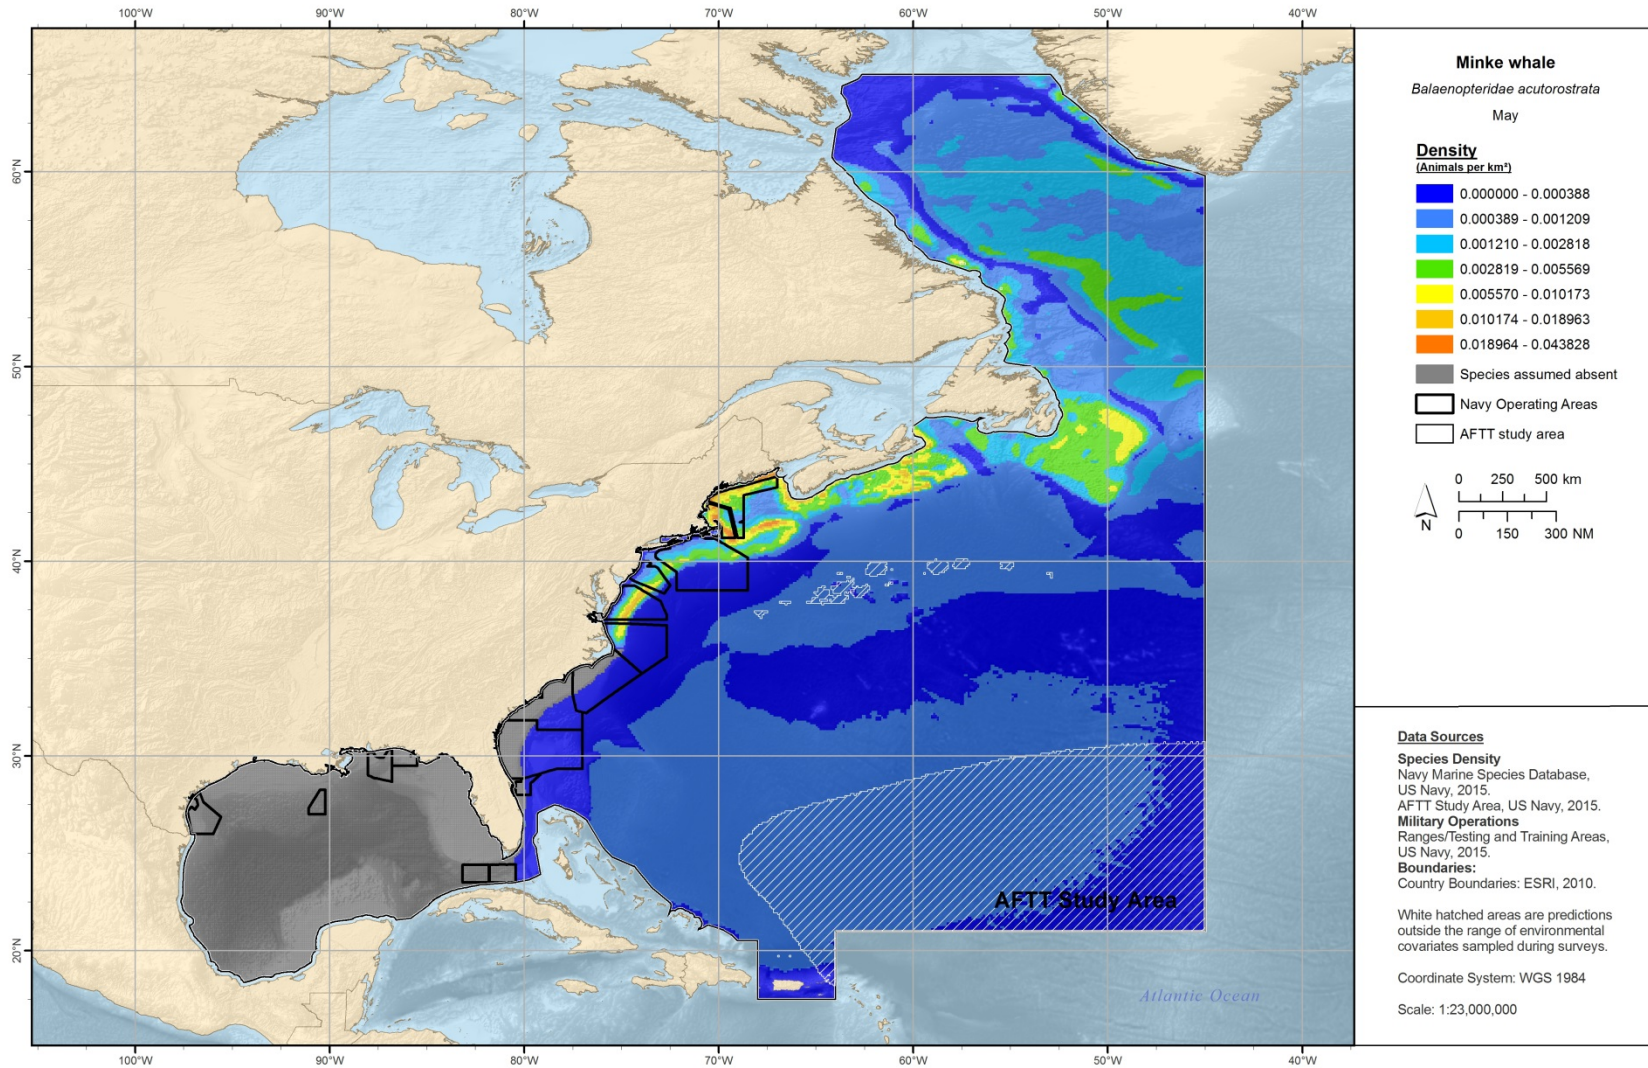 100°W
90°W
80°W
70°W
60°W
50°W
40°W
60°N
50°N
40°N
30°N
20°N
60°N
50°N
40°N
30°N
20°N
AFTT Study Area
Atlantic Ocean
100°W
90°W
80°W
70°W
60°W
50°W
40°W
Minke whale
Balaenopteridae acutorostrata
May
Density
(Animals per km²)
0.000000 - 0.000388
0.000389 - 0.001209
0.001210 - 0.002818
0.002819 - 0.005569
0.005570 - 0.010173
0.010174 - 0.018963
0.018964 - 0.043828
Species assumed absent
Navy Operating Areas
AFTT study area
N
0 250 500 km
0 150 300 NM
Data Sources
Species Density
Navy Marine Species Database,
US Navy, 2015.
AFTT Study Area, US Navy, 2015.
Military Operations
Ranges/Testing and Training Areas,
US Navy, 2015.
Boundaries:
Country Boundaries: ESRI, 2010.
White hatched areas are predictions
outside the range of environmental
covariates sampled during surveys.
Coordinate System: WGS 1984
Scale: 1:23,000,000